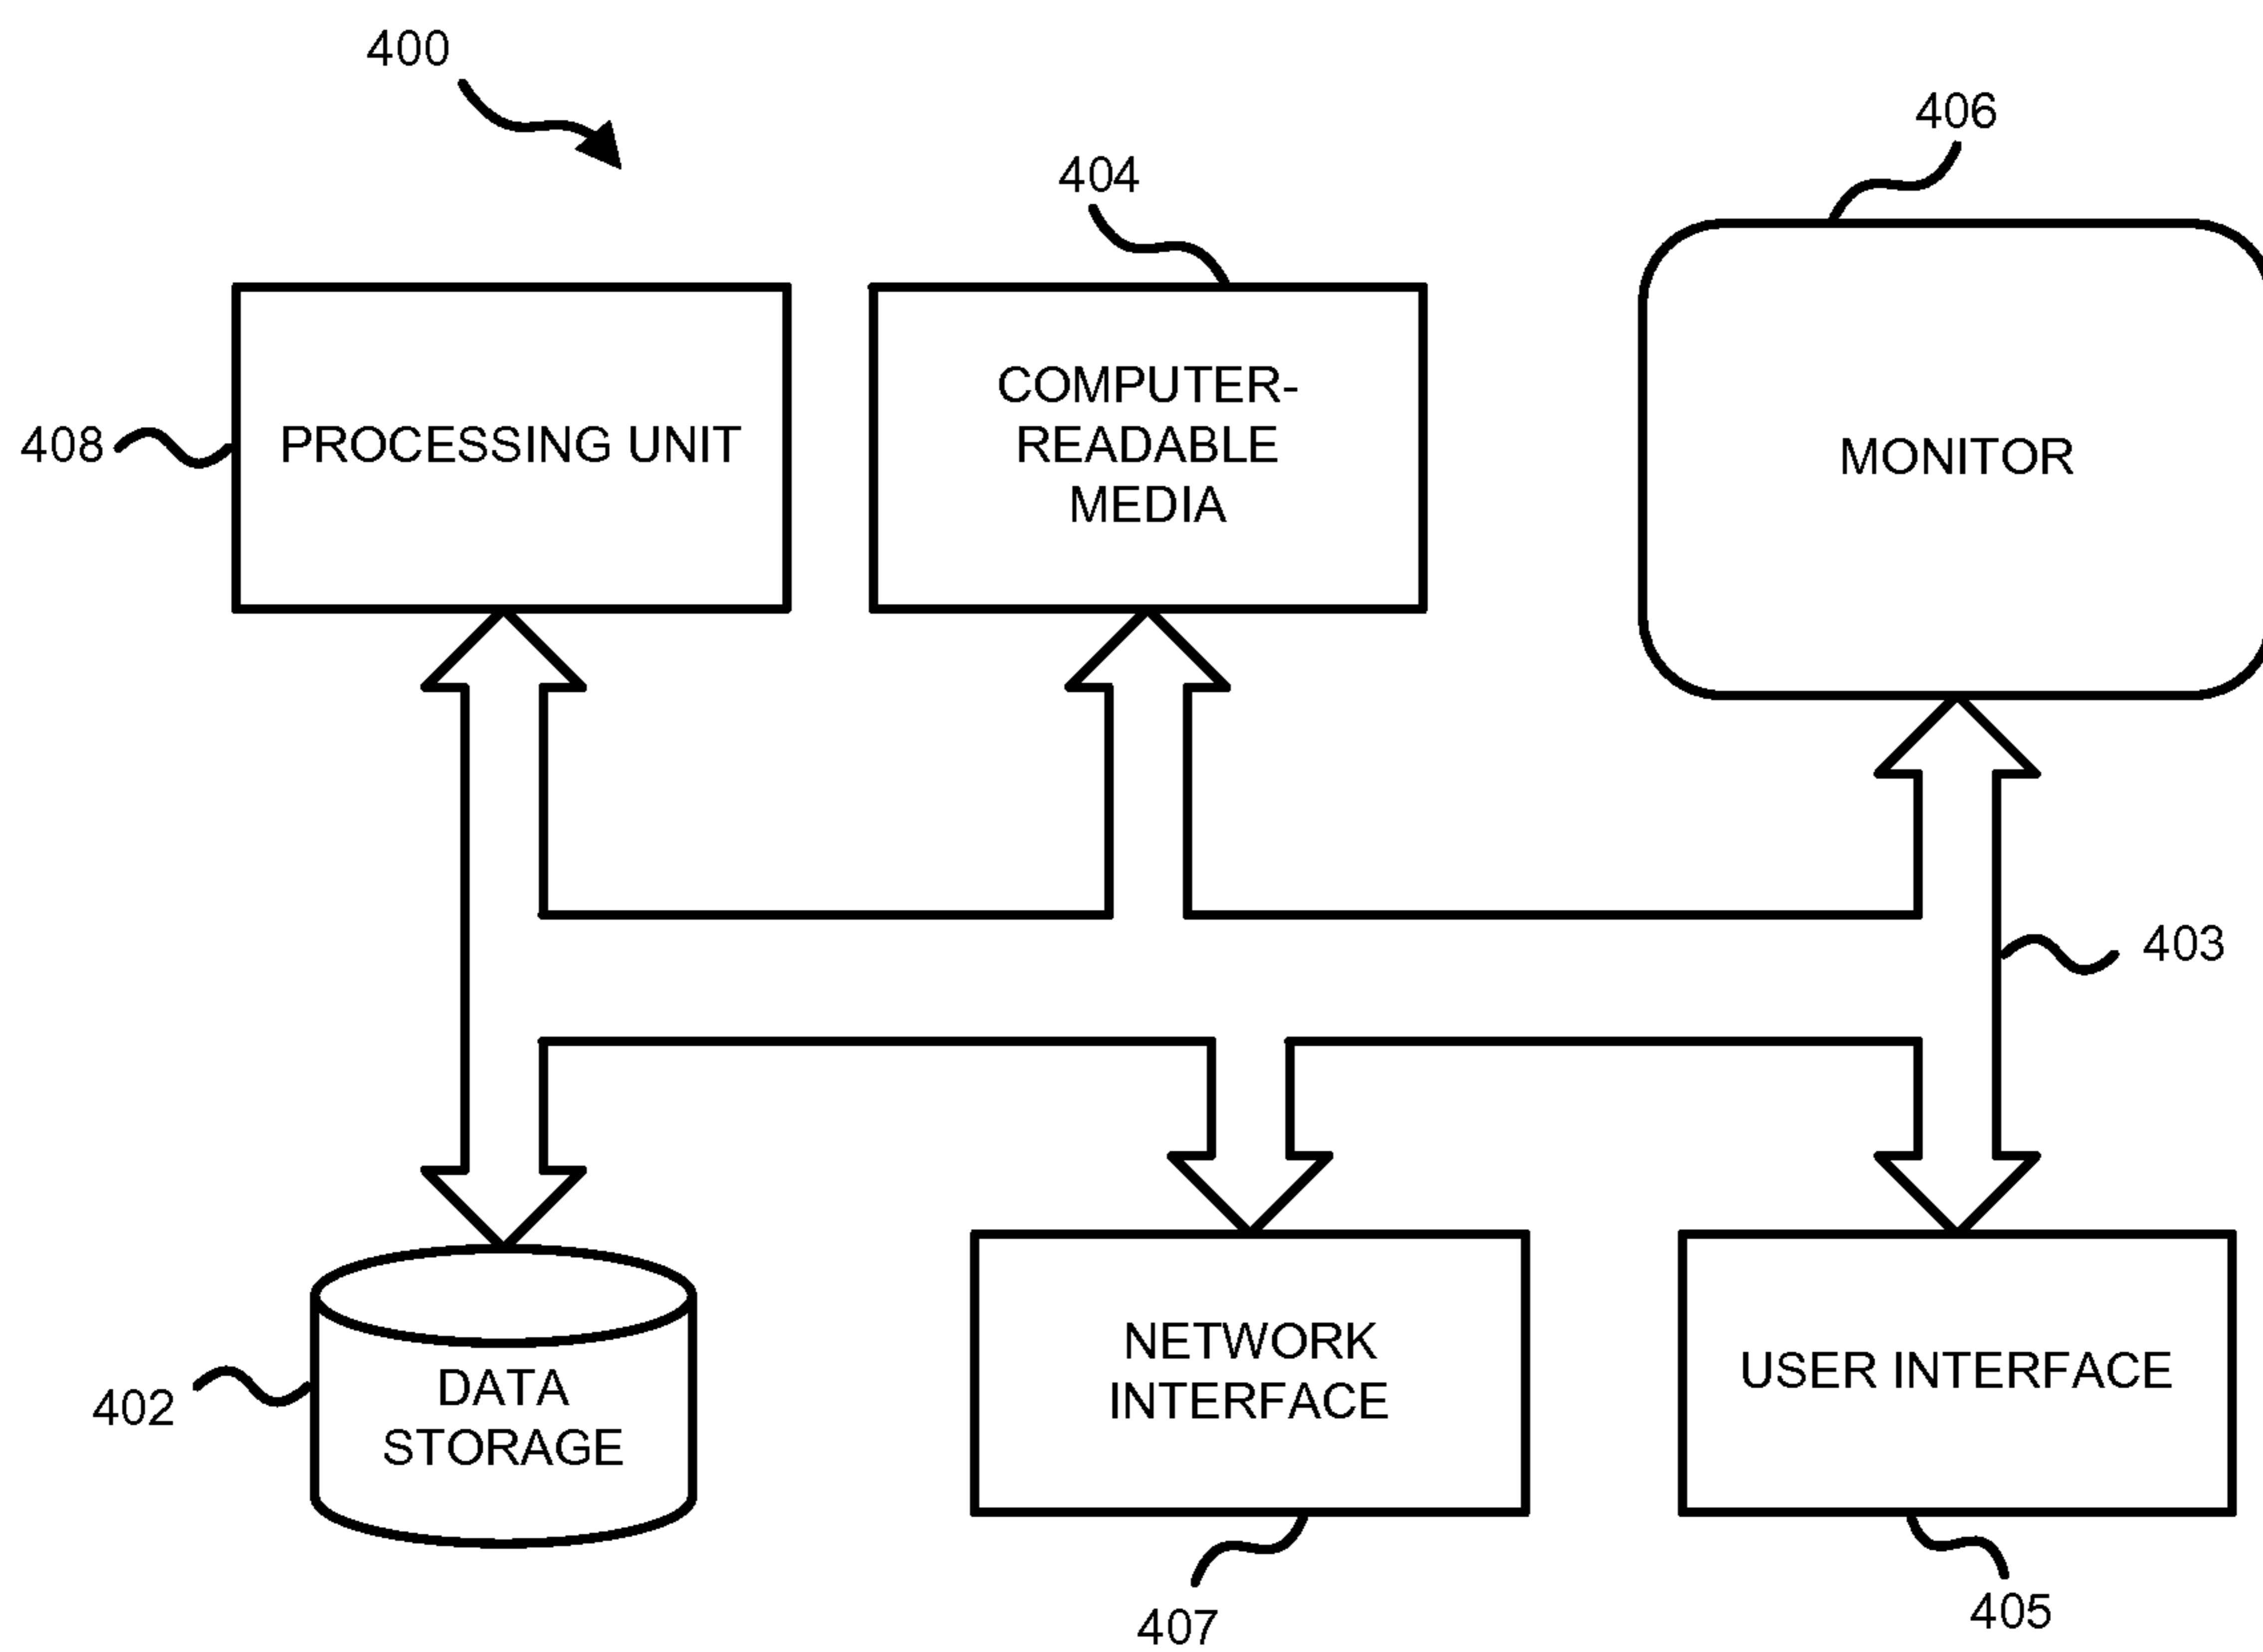 400
406
404
COMPUTER-
READABLE
MEDIA
408
PROCESSING UNIT
MONITOR
403
NETWORK
INTERFACE
USER INTERFACE
DATA
STORAGE
402
407
405